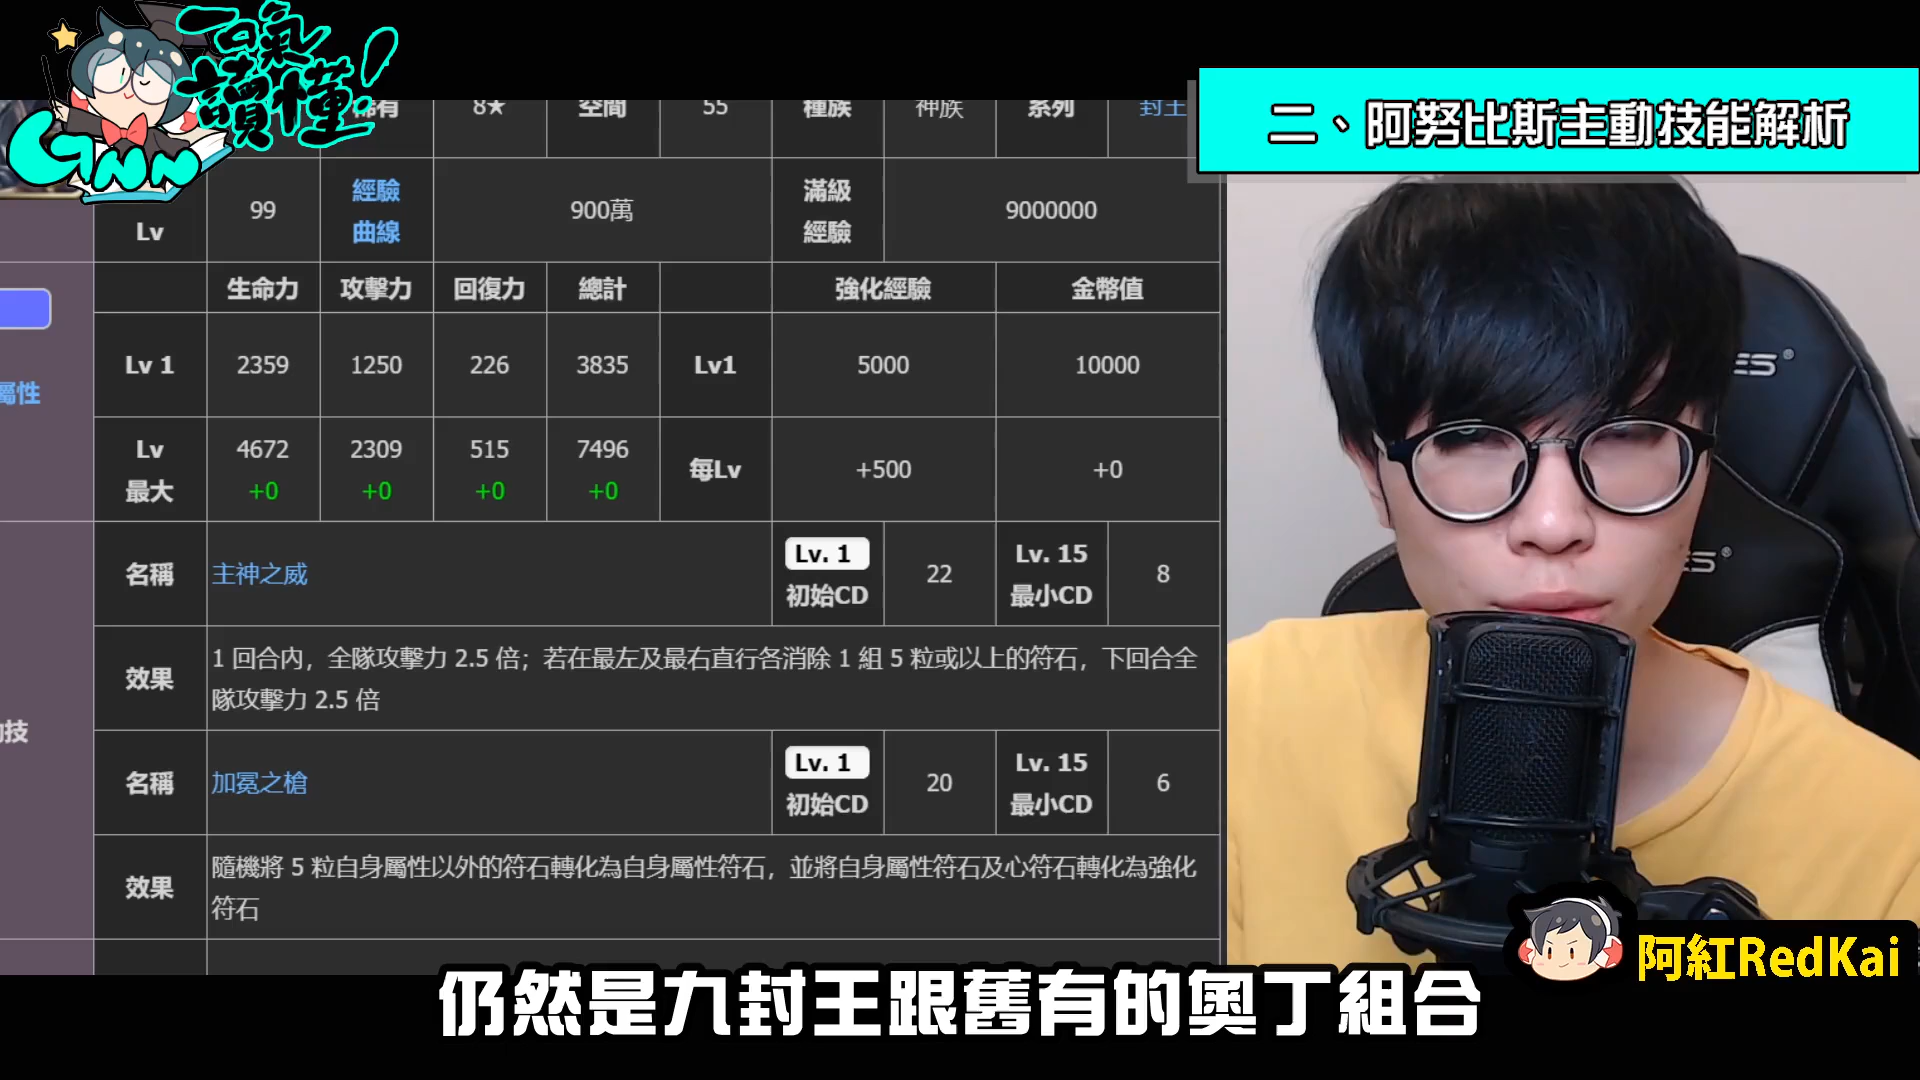 一口氣
讀懂!
GNN
二、阿努比斯主動技能解析
稀有 8★ 空間 55 種族 神族 系列 封王
Lv 99 經驗曲線 900萬 滿級經驗 9000000
生命力 攻擊力 回復力 總計 強化經驗 金幣值
屬性
Lv 1 2359 1250 226 3835 Lv1 5000 10000
Lv 最大 4672 2309 515 7496 每Lv +500 +0
+0 +0 +0 +0
名稱 主神之威 Lv. 1 初始CD 22 Lv. 15 最小CD 8
效果 1 回合內，全隊攻擊力 2.5 倍；若在最左及最右直行各消除 1 組 5 粒或以上的符石，下回合全
隊攻擊力 2.5 倍
技
名稱 加冕之槍 Lv. 1 初始CD 20 Lv. 15 最小CD 6
效果 隨機將 5 粒自身屬性以外的符石轉化為自身屬性符石，並將自身屬性符石及心符石轉化為強化
符石
ES
ES
阿紅RedKai
仍然是九封王跟舊有的奧丁組合